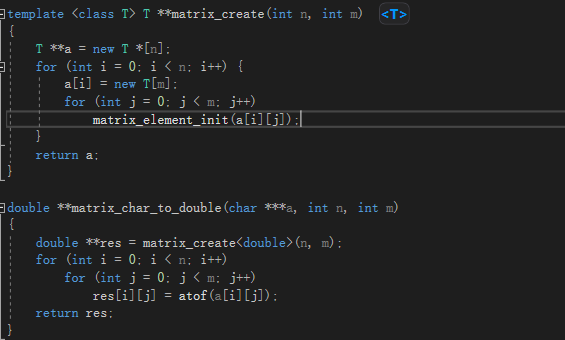 template <class T> T **matrix_create(int n, int m) <T>
{
    T **a = new T *[n];
    for (int i = 0; i < n; i++) {
        a[i] = new T[m];
        for (int j = 0; j < m; j++)
            matrix_element_init(a[i][j]);
    }
    return a;
}
double **matrix_char_to_double(char ***a, int n, int m)
{
    double **res = matrix_create<double>(n, m);
    for (int i = 0; i < n; i++)
        for (int j = 0; j < m; j++)
            res[i][j] = atof(a[i][j]);
    return res;
}